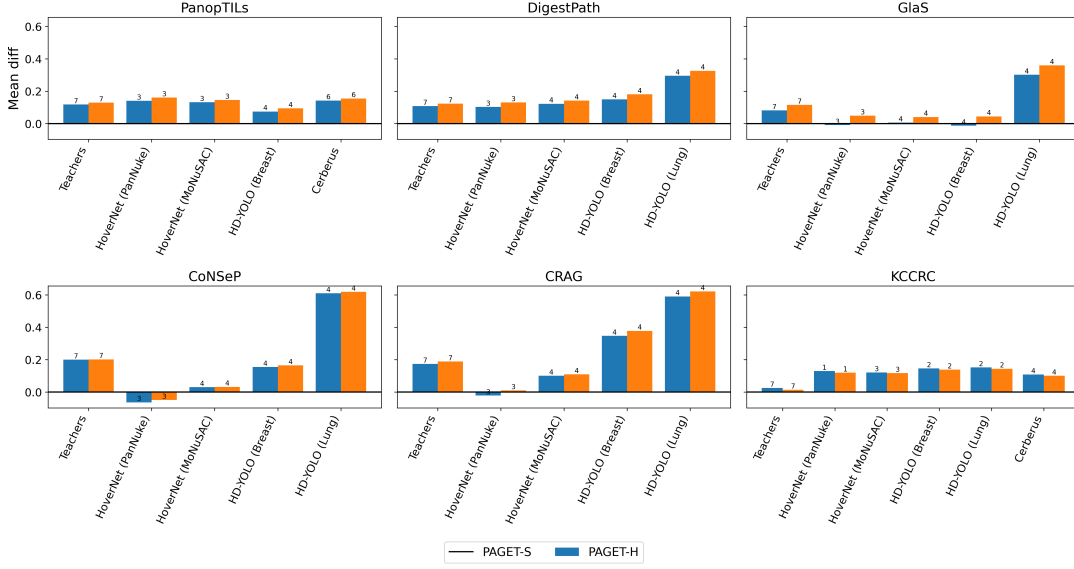 PanopTILs
DigestPath
GlaS
Mean diff
0.6
0.4
0.2
0.0
7 7 3 3 3 3 4 4 6 6
7 7 3 3 4 4 4 4 4 4
7 7 3 3 4 4 4 4 4 4
Teachers
HoverNet (PanNuke)
HoverNet (MoNuSAC)
HD-YOLO (Breast)
Cerberus
Teachers
HoverNet (PanNuke)
HoverNet (MoNuSAC)
HD-YOLO (Breast)
HD-YOLO (Lung)
Teachers
HoverNet (PanNuke)
HoverNet (MoNuSAC)
HD-YOLO (Breast)
HD-YOLO (Lung)
CoNSeP
CRAG
KCCRC
0.6
0.4
0.2
0.0
7 7 3 3 4 4 4 4 4 4
7 7 3 3 4 4 4 4 4 4
7 7 1 1 3 3 2 2 2 2 4 4
Teachers
HoverNet (PanNuke)
HoverNet (MoNuSAC)
HD-YOLO (Breast)
HD-YOLO (Lung)
Teachers
HoverNet (PanNuke)
HoverNet (MoNuSAC)
HD-YOLO (Breast)
HD-YOLO (Lung)
Teachers
HoverNet (PanNuke)
HoverNet (MoNuSAC)
HD-YOLO (Breast)
HD-YOLO (Lung)
Cerberus
PAGET-S
PAGET-H